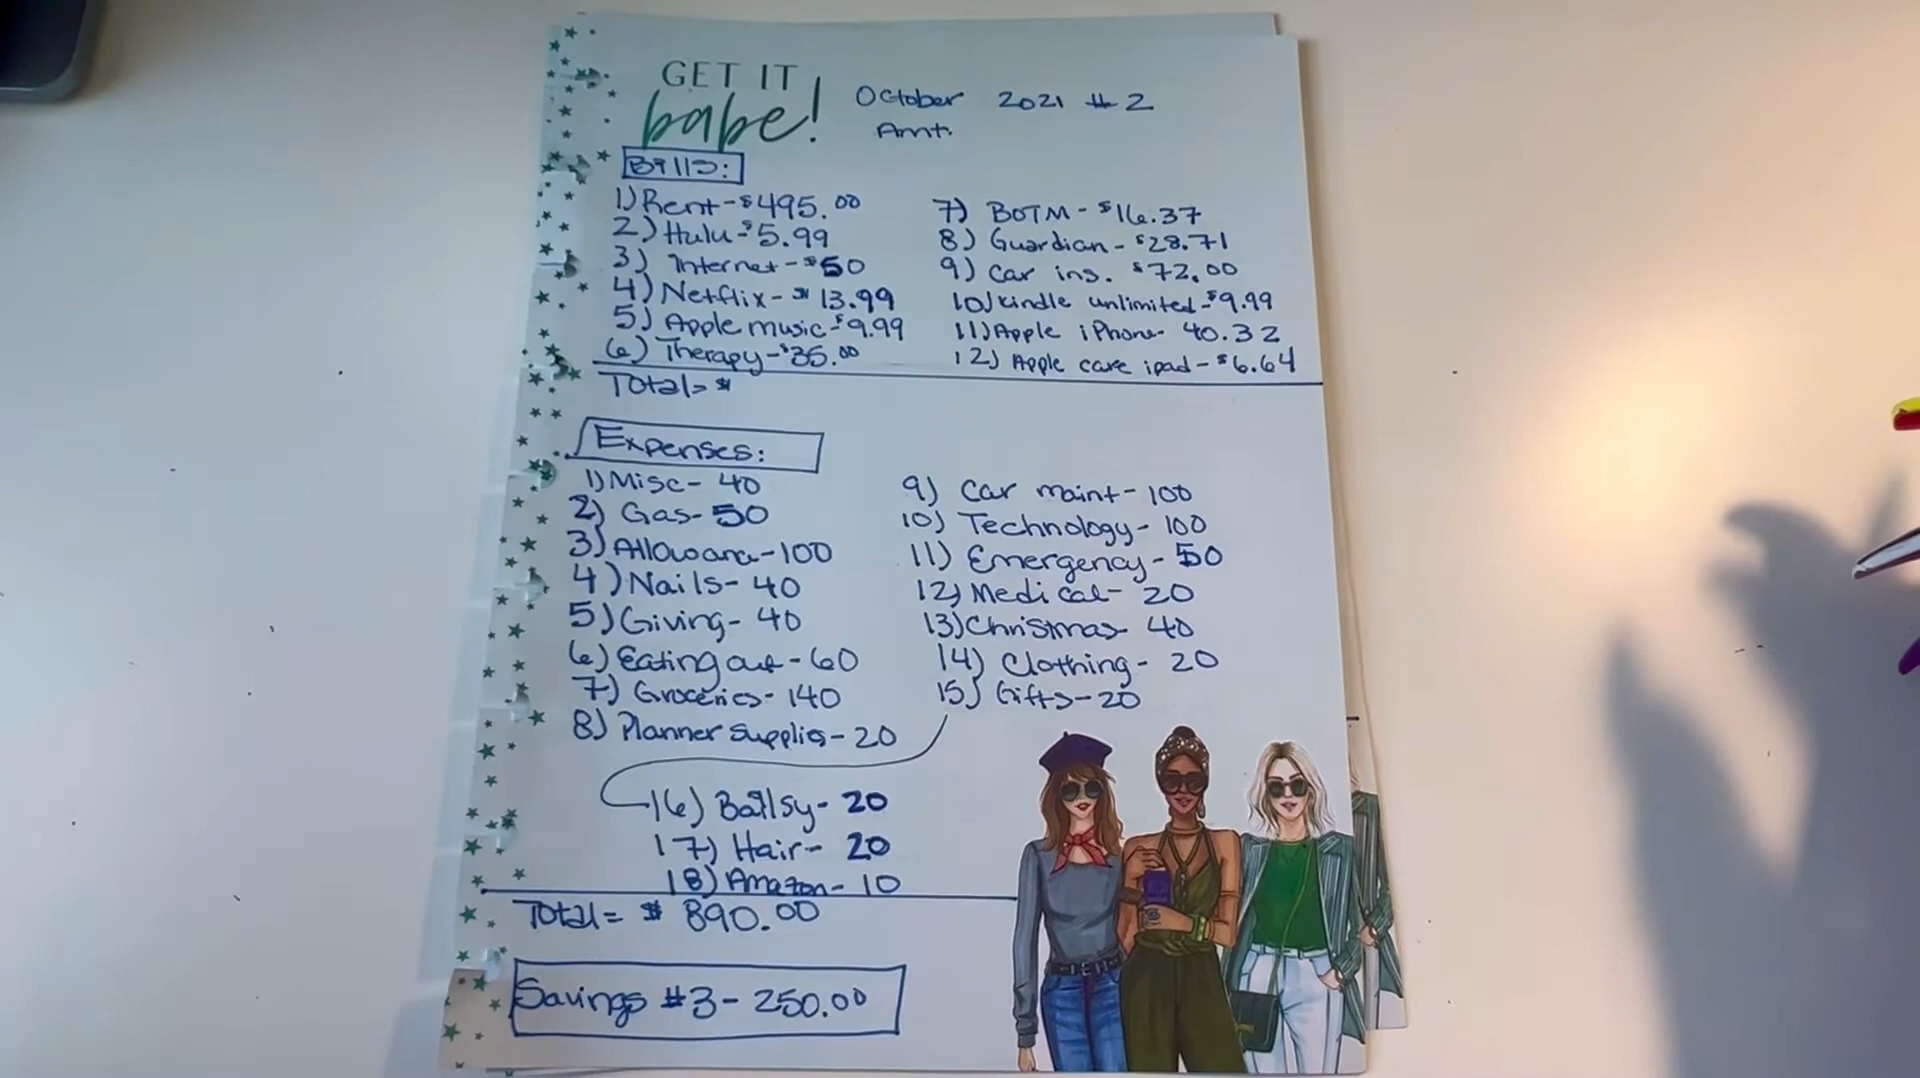 GET IT
babe!
October 2021 #2
Amt.
Bills:
1) Rent - $495.00
2) Hulu - $5.99
3) Internet - $50
4) Netflix - $13.99
5) Apple music - $9.99
6) Therapy - $35.00
7) BOTM - $16.37
8) Guardian - $28.71
9) Car ins. $72.00
10) Kindle unlimited - $9.99
11) Apple iPhone - 40.32
12) Apple care ipad - $6.64
Total = $
Expenses:
1) Misc - 40
2) Gas - 50
3) Allowance - 100
4) Nails - 40
5) Giving - 40
6) Eating out - 60
7) Groceries - 140
8) Planner Supplies - 20
9) Car maint - 100
10) Technology - 100
11) Emergency - 50
12) Medical - 20
13) Christmas 40
14) Clothing - 20
15) Gifts - 20
16) Ballsy - 20
17) Hair - 20
18) Amazon - 10
Total = $ 890.00
Savings #3 - 250.00